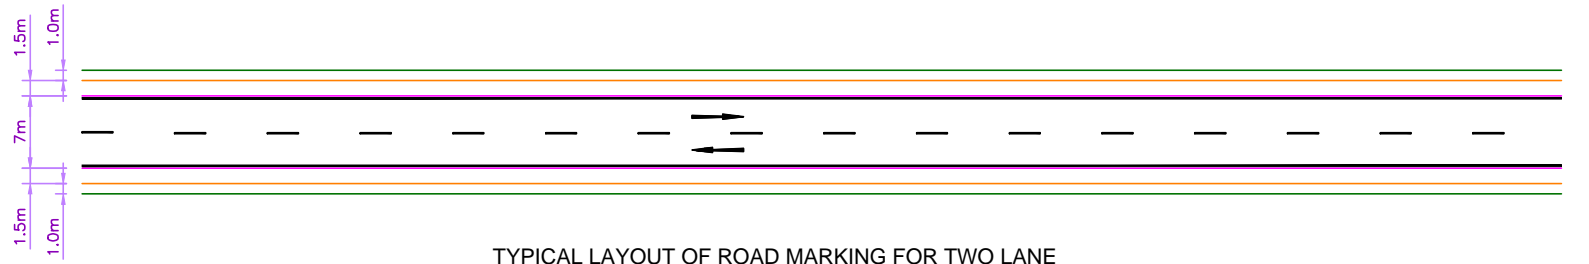 1.5m
1.0m
7m
1.5m
1.0m
TYPICAL LAYOUT OF ROAD MARKING FOR TWO LANE